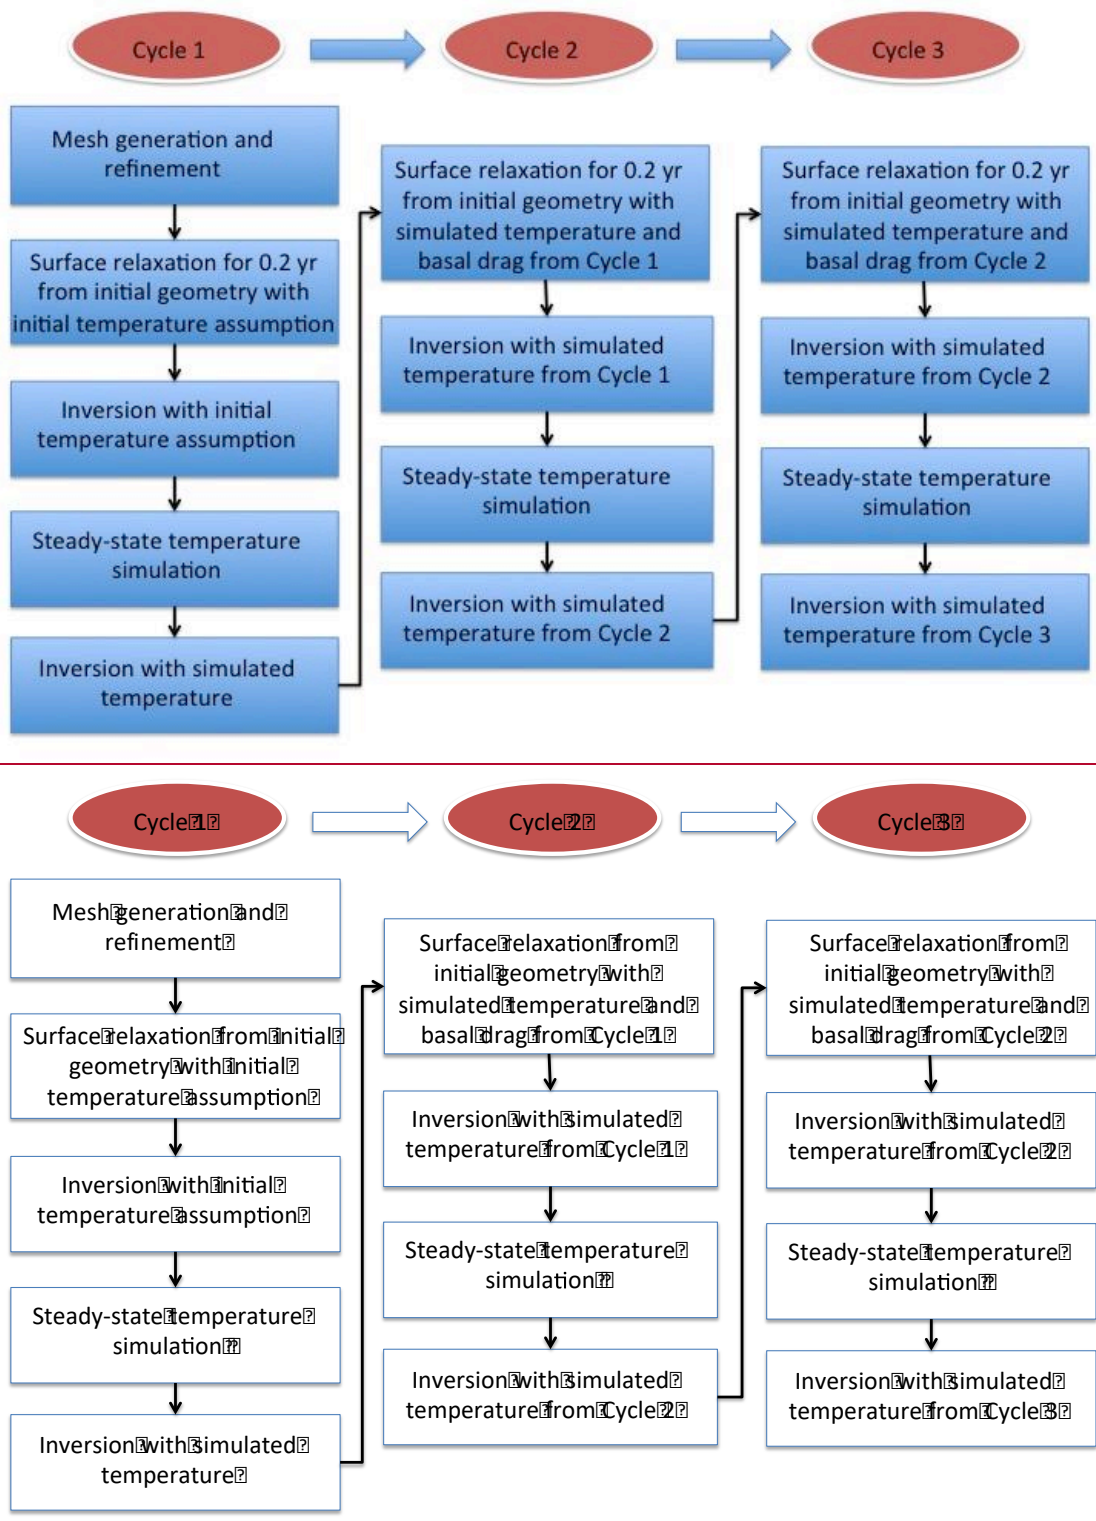 Cycle 1
Cycle 2
Cycle 3
Mesh generation and
refinement
Surface relaxation for 0.2 yr
from initial geometry with
initial temperature assumption
Inversion with initial
temperature assumption
Steady-state temperature
simulation
Inversion with simulated
temperature
Surface relaxation for 0.2 yr
from initial geometry with
simulated temperature and
basal drag from Cycle 1
Inversion with simulated
temperature from Cycle 1
Steady-state temperature
simulation
Inversion with simulated
temperature from Cycle 2
Surface relaxation for 0.2 yr
from initial geometry with
simulated temperature and
basal drag from Cycle 2
Inversion with simulated
temperature from Cycle 2
Steady-state temperature
simulation
Inversion with simulated
temperature from Cycle 3
Cycle⍰1⍰
Cycle⍰2⍰
Cycle⍰3⍰
Mesh⍰generation⍰and⍰
refinement⍰
Surface⍰relaxation⍰from⍰initial⍰
geometry⍰with⍰initial⍰
temperature⍰assumption⍰
Inversion⍰with⍰initial⍰
temperature⍰assumption⍰
Steady-state⍰temperature⍰
simulation⍰⍰
Inversion⍰with⍰simulated⍰
temperature⍰
Surface⍰relaxation⍰from⍰
initial⍰geometry⍰with⍰
simulated⍰temperature⍰and⍰
basal⍰drag⍰from⍰Cycle⍰1⍰
Inversion⍰with⍰simulated⍰
temperature⍰from⍰Cycle⍰1⍰
Steady-state⍰temperature⍰
simulation⍰⍰
Inversion⍰with⍰simulated⍰
temperature⍰from⍰Cycle⍰2⍰
Surface⍰relaxation⍰from⍰
initial⍰geometry⍰with⍰
simulated⍰temperature⍰and⍰
basal⍰drag⍰from⍰Cycle⍰2⍰
Inversion⍰with⍰simulated⍰
temperature⍰from⍰Cycle⍰2⍰
Steady-state⍰temperature⍰
simulation⍰⍰
Inversion⍰with⍰simulated⍰
temperature⍰from⍰Cycle⍰3⍰